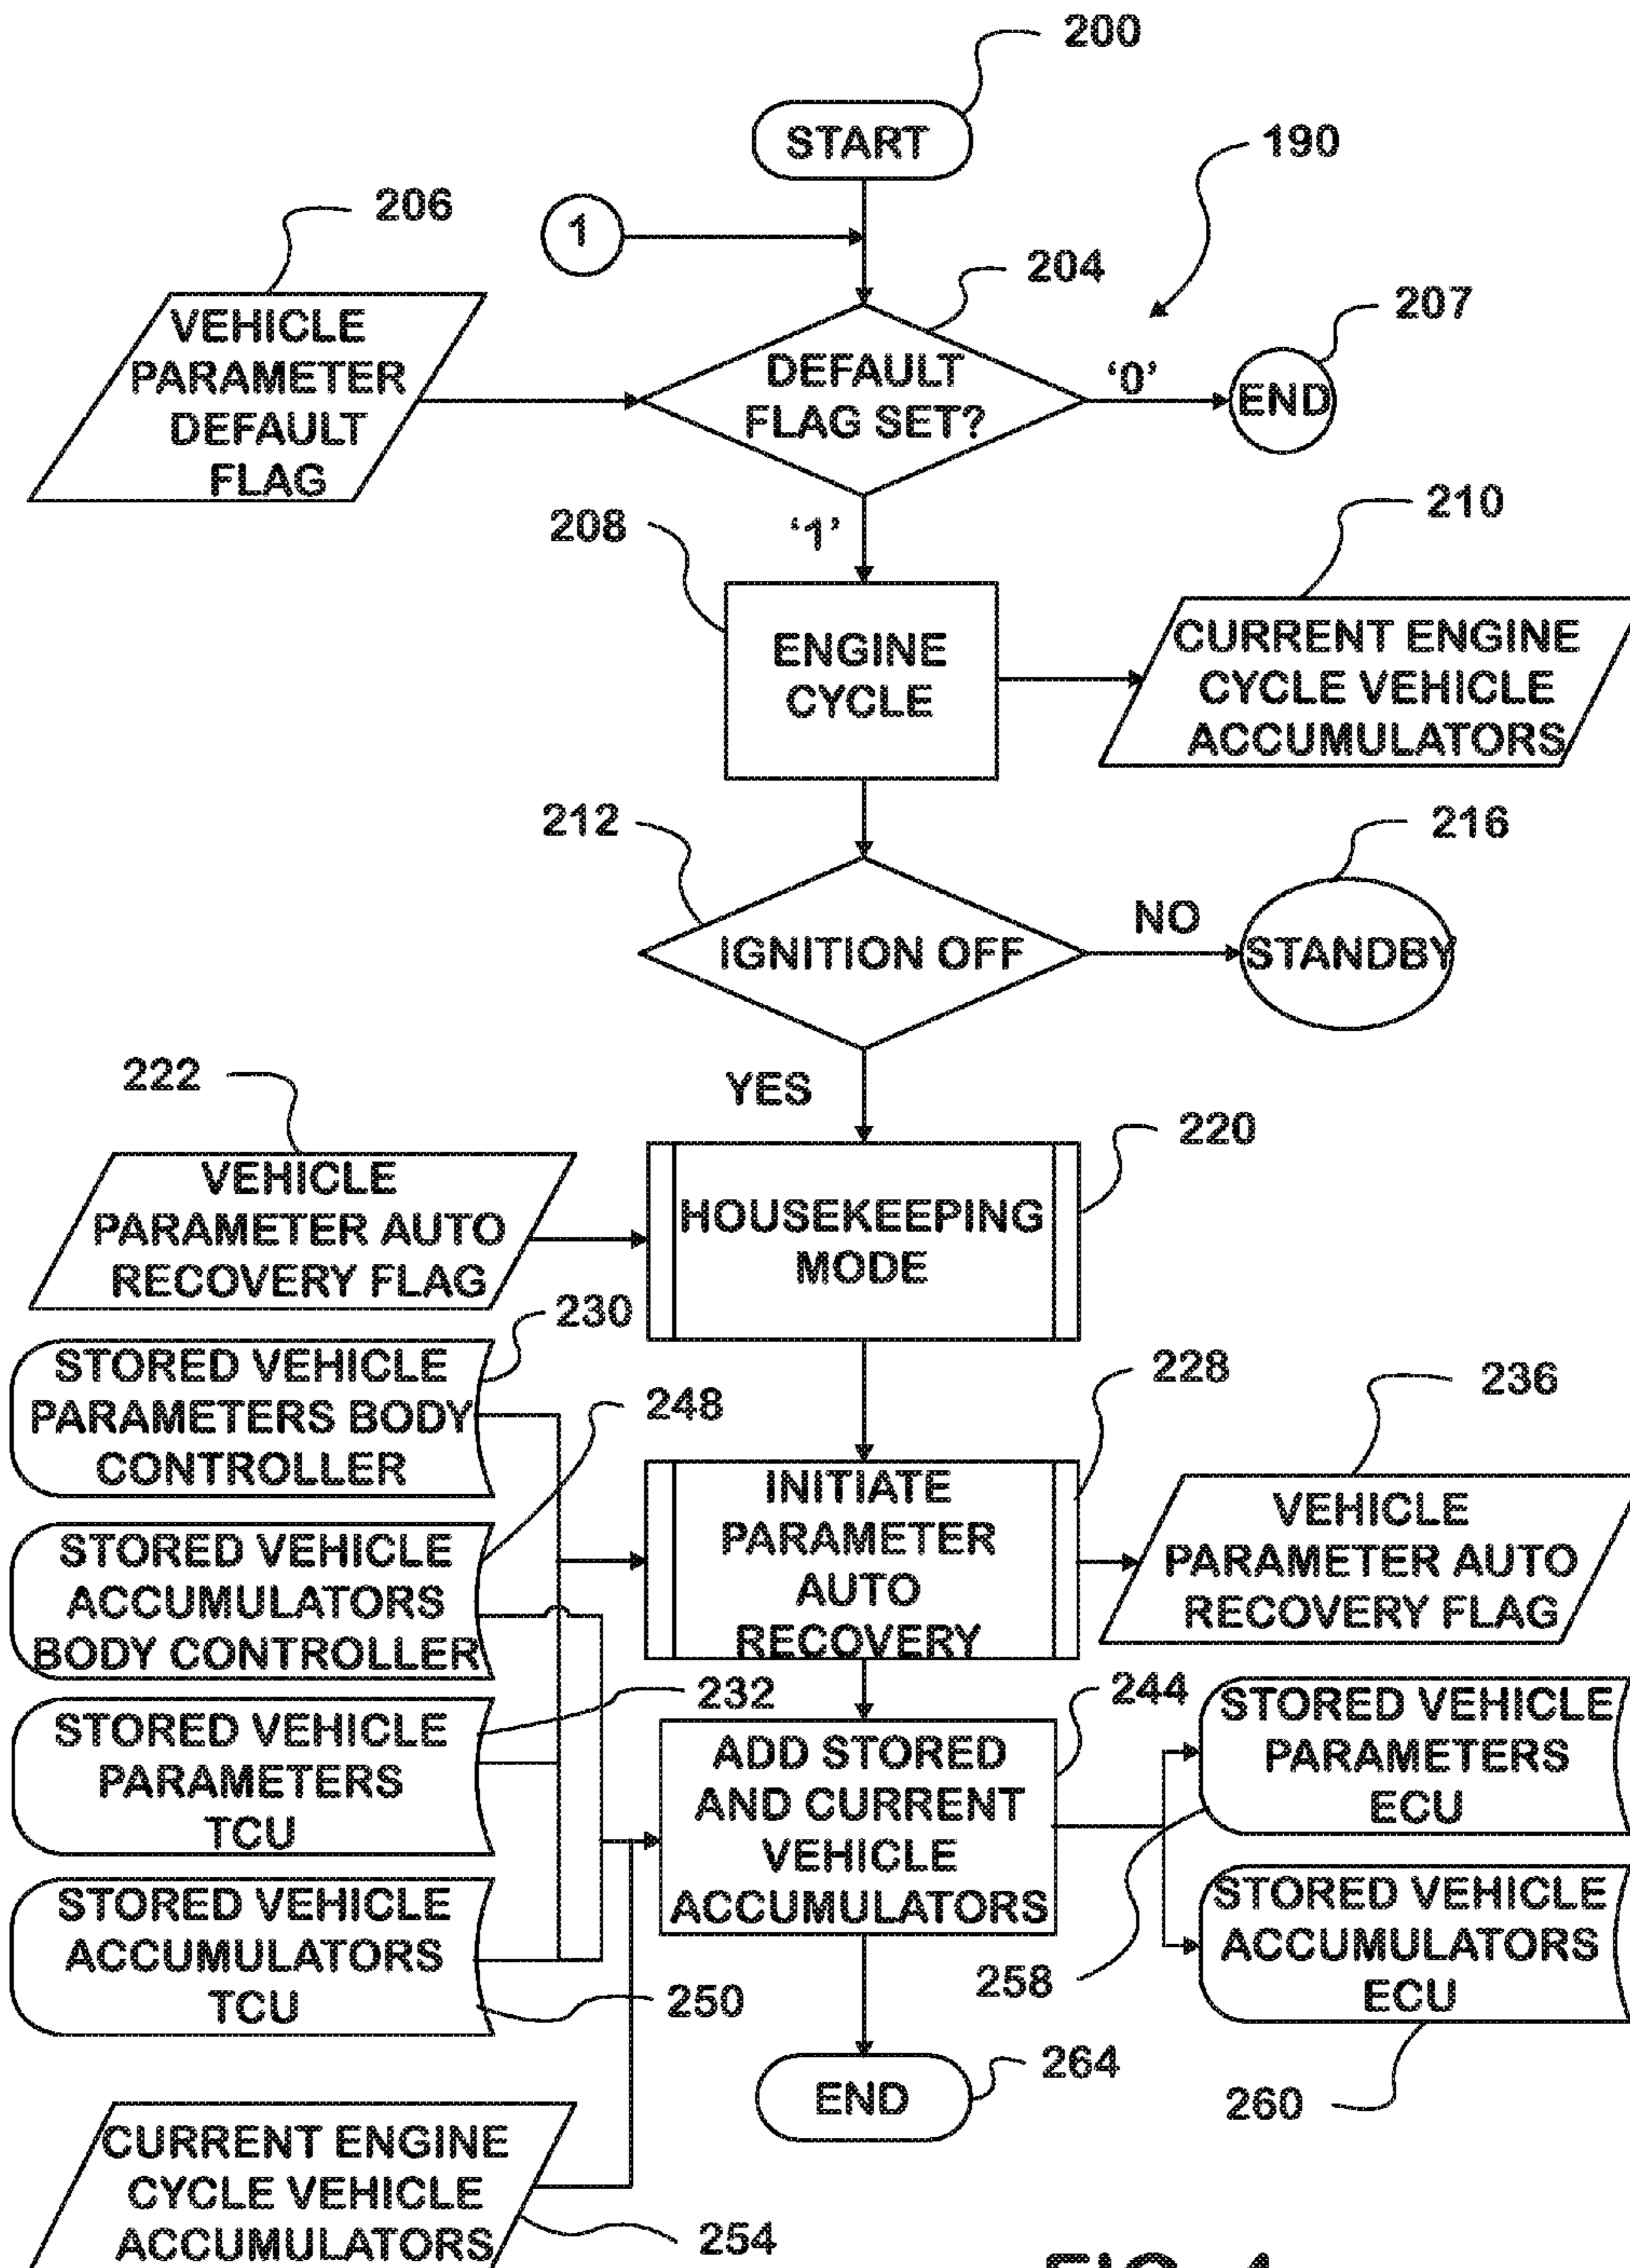 200
START
190
206
1
204
207
VEHICLE
PARAMETER
DEFAULT
FLAG
DEFAULT
FLAG SET?
‘0’
END
208
‘1’
210
ENGINE
CYCLE
CURRENT ENGINE
CYCLE VEHICLE
ACCUMULATORS
212
216
IGNITION OFF
NO
STANDBY
222
YES
220
VEHICLE
PARAMETER AUTO
RECOVERY FLAG
HOUSEKEEPING
MODE
230
STORED VEHICLE
PARAMETERS BODY
CONTROLLER
248
228
236
INITIATE
PARAMETER
AUTO
RECOVERY
VEHICLE
PARAMETER AUTO
RECOVERY FLAG
STORED VEHICLE
ACCUMULATORS
BODY CONTROLLER
232
244
STORED VEHICLE
PARAMETERS
TCU
ADD STORED
AND CURRENT
VEHICLE
ACCUMULATORS
STORED VEHICLE
PARAMETERS
ECU
STORED VEHICLE
ACCUMULATORS
TCU
250
258
STORED VEHICLE
ACCUMULATORS
ECU
END
264
260
CURRENT ENGINE
CYCLE VEHICLE
ACCUMULATORS
254